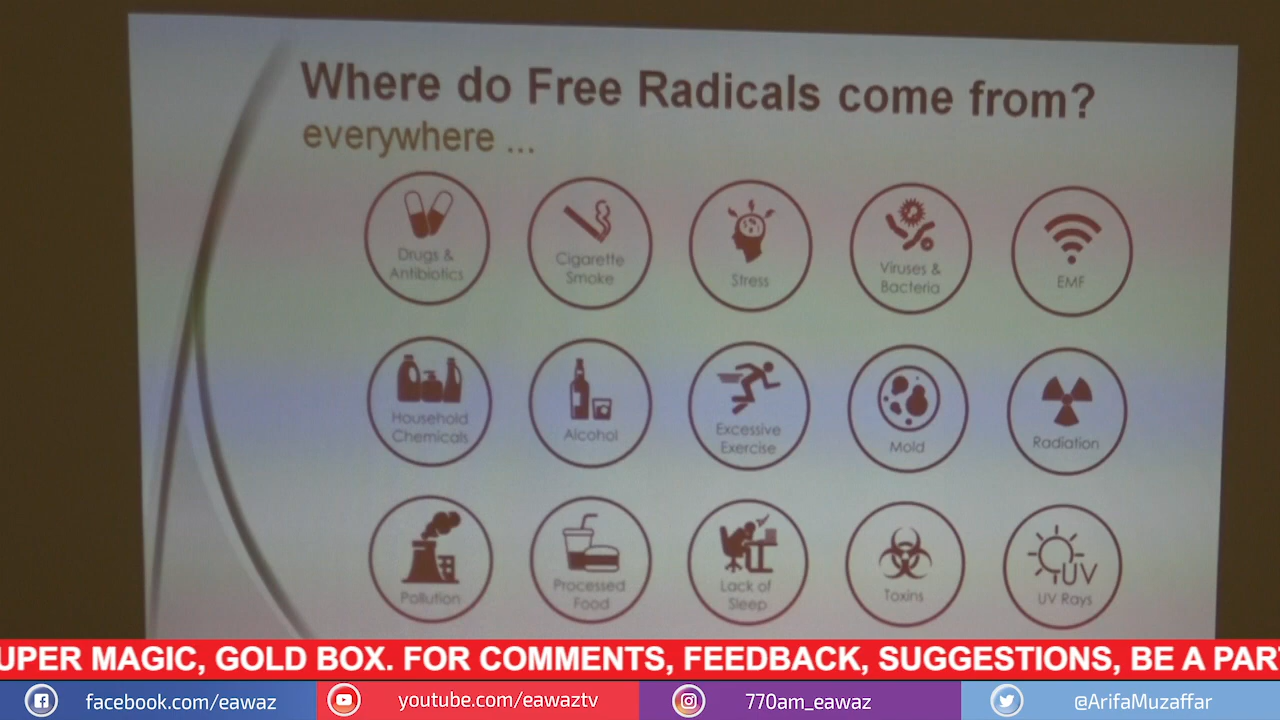 Where do Free Radicals come from?
everywhere ...
Drugs &
Antibiotics
Cigarette
Smoke
Stress
Viruses &
Bacteria
EMF
Household
Chemicals
Alcohol
Excessive
Exercise
Mold
Radiation
Pollution
Processed
Food
Lack of
Sleep
Toxins
UV
UV Rays
UPER MAGIC, GOLD BOX. FOR COMMENTS, FEEDBACK, SUGGESTIONS, BE A PAR
facebook.com/eawaz
youtube.com/eawaztv
770am_eawaz
@ArifaMuzaffar